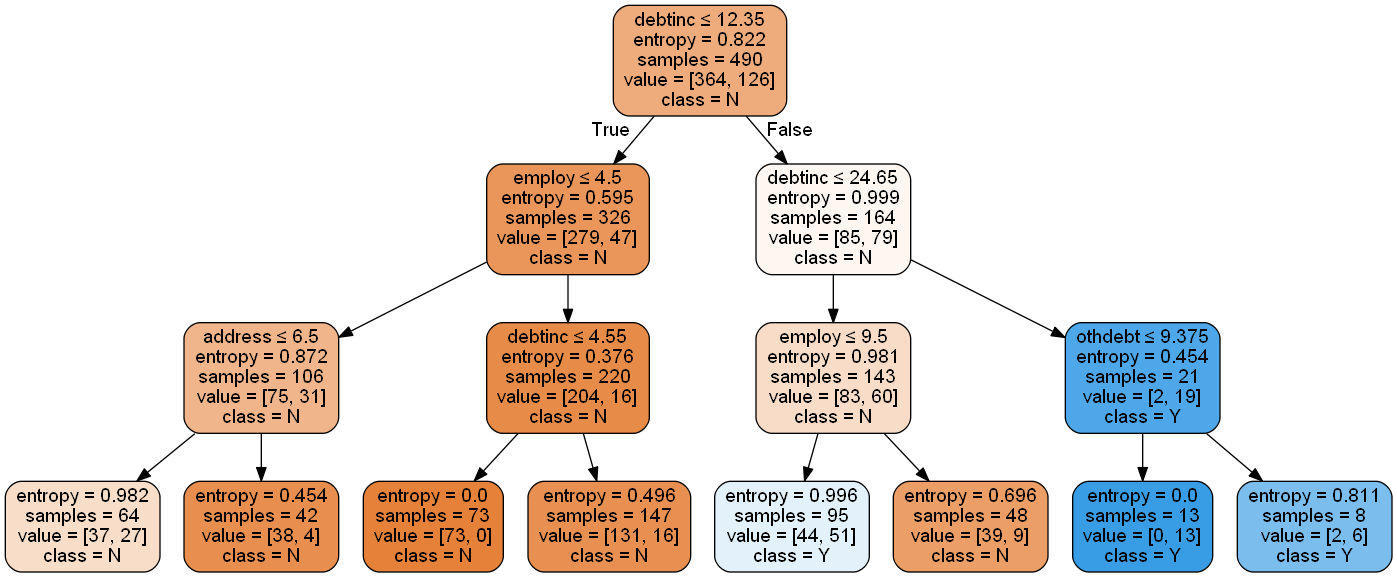 debtinc ≤ 12.35
entropy = 0.822
samples = 490
value = [364, 126]
class = N
True
False
employ ≤ 4.5
entropy = 0.595
samples = 326
value = [279, 47]
class = N
debtinc ≤ 24.65
entropy = 0.999
samples = 164
value = [85, 79]
class = N
address ≤ 6.5
entropy = 0.872
samples = 106
value = [75, 31]
class = N
debtinc ≤ 4.55
entropy = 0.376
samples = 220
value = [204, 16]
class = N
employ ≤ 9.5
entropy = 0.981
samples = 143
value = [83, 60]
class = N
othdebt ≤ 9.375
entropy = 0.454
samples = 21
value = [2, 19]
class = Y
entropy = 0.982
samples = 64
value = [37, 27]
class = N
entropy = 0.454
samples = 42
value = [38, 4]
class = N
entropy = 0.0
samples = 73
value = [73, 0]
class = N
entropy = 0.496
samples = 147
value = [131, 16]
class = N
entropy = 0.996
samples = 95
value = [44, 51]
class = Y
entropy = 0.696
samples = 48
value = [39, 9]
class = N
entropy = 0.0
samples = 13
value = [0, 13]
class = Y
entropy = 0.811
samples = 8
value = [2, 6]
class = Y